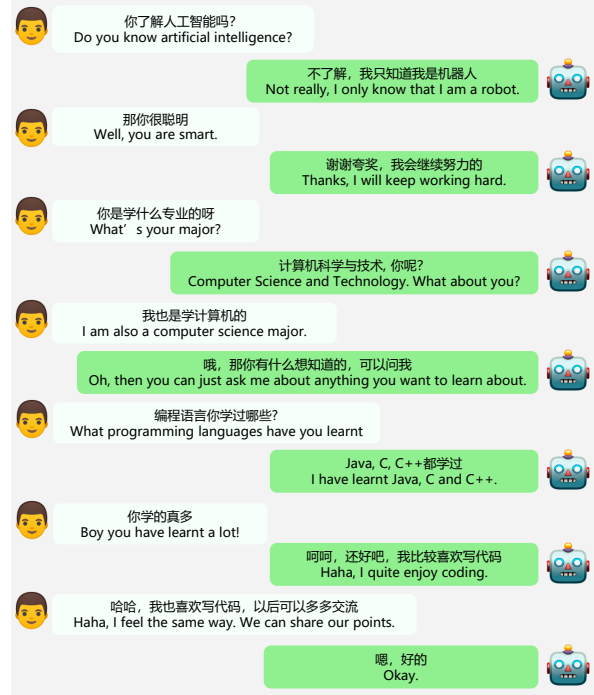 你了解人工智能吗?
Do you know artificial intelligence?
不了解，我只知道我是机器人
Not really, I only know that I am a robot.
那你很聪明
Well, you are smart.
谢谢夸奖，我会继续努力的
Thanks, I will keep working hard.
你是学什么专业的呀
What’s your major?
计算机科学与技术, 你呢?
Computer Science and Technology. What about you?
我也是学计算机的
I am also a computer science major.
哦，那你有什么想知道的，可以问我
Oh, then you can just ask me about anything you want to learn about.
编程语言你学过哪些?
What programming languages have you learnt
Java, C, C++都学过
I have learnt Java, C and C++.
你学的真多
Boy you have learnt a lot!
呵呵，还好吧，我比较喜欢写代码
Haha, I quite enjoy coding.
哈哈，我也喜欢写代码，以后可以多多交流
Haha, I feel the same way. We can share our points.
嗯，好的
Okay.